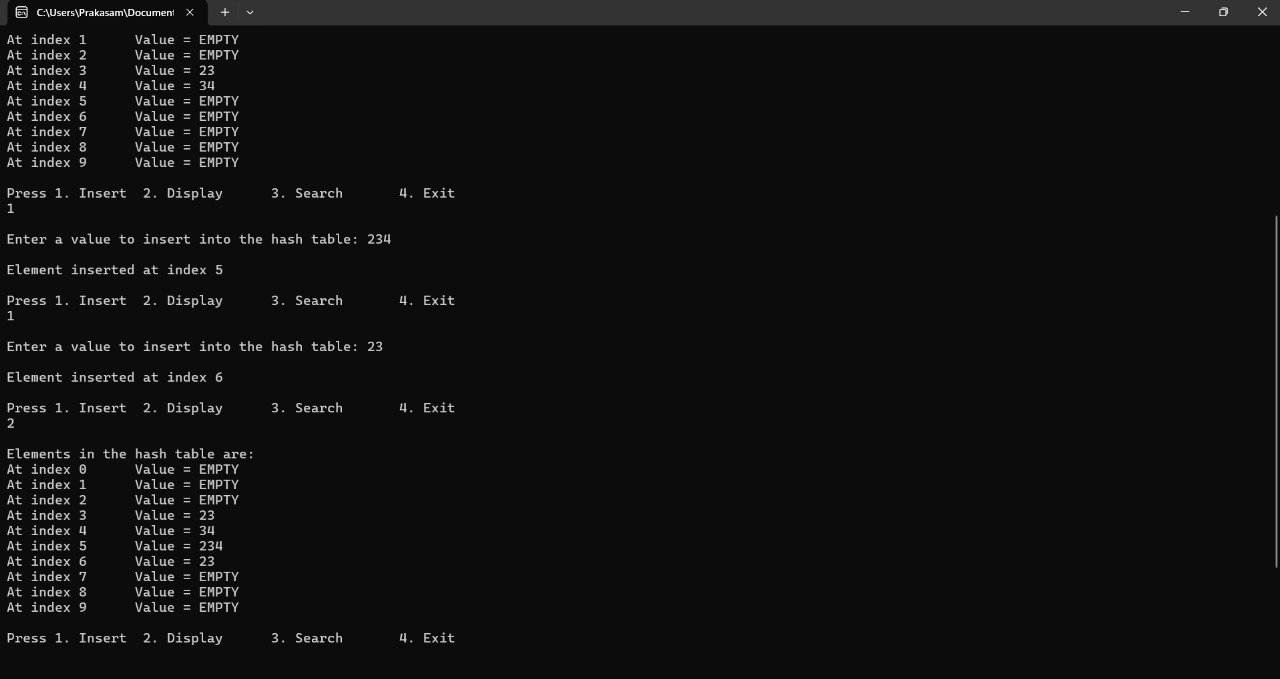 C:\Users\Prakasam\Document
At index 1      Value = EMPTY
At index 2      Value = EMPTY
At index 3      Value = 23
At index 4      Value = 34
At index 5      Value = EMPTY
At index 6      Value = EMPTY
At index 7      Value = EMPTY
At index 8      Value = EMPTY
At index 9      Value = EMPTY
Press 1. Insert  2. Display      3. Search       4. Exit
1
Enter a value to insert into the hash table: 234
Element inserted at index 5
Press 1. Insert  2. Display      3. Search       4. Exit
1
Enter a value to insert into the hash table: 23
Element inserted at index 6
Press 1. Insert  2. Display      3. Search       4. Exit
2
Elements in the hash table are:
At index 0      Value = EMPTY
At index 1      Value = EMPTY
At index 2      Value = EMPTY
At index 3      Value = 23
At index 4      Value = 34
At index 5      Value = 234
At index 6      Value = 23
At index 7      Value = EMPTY
At index 8      Value = EMPTY
At index 9      Value = EMPTY
Press 1. Insert  2. Display      3. Search       4. Exit